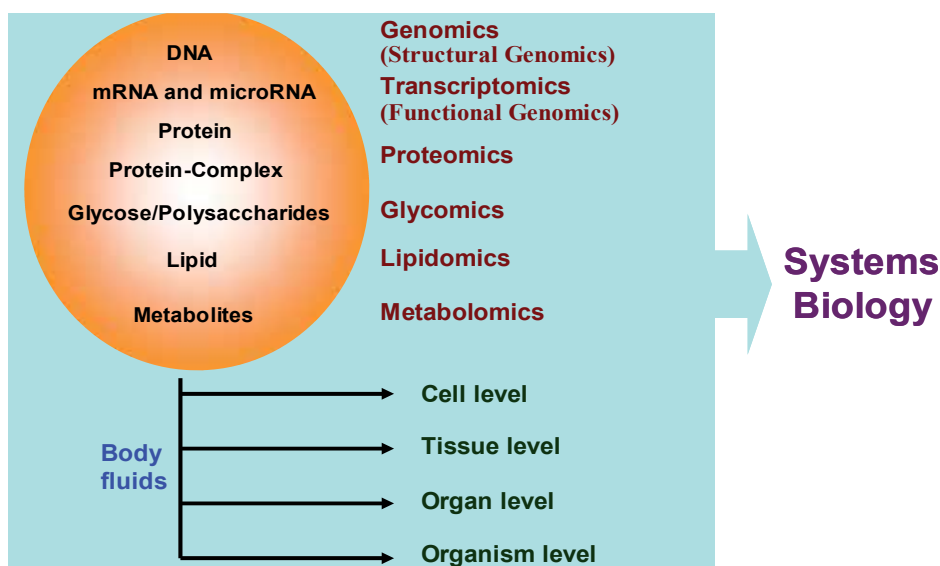 DNA
mRNA and microRNA
Protein
Protein-Complex
Glycose/Polysaccharides
Lipid
Metabolites
Genomics
(Structural Genomics)
Transcriptomics
(Functional Genomics)
Proteomics
Glycomics
Lipidomics
Metabolomics
Systems
Biology
Body
fluids
Cell level
Tissue level
Organ level
Organism level